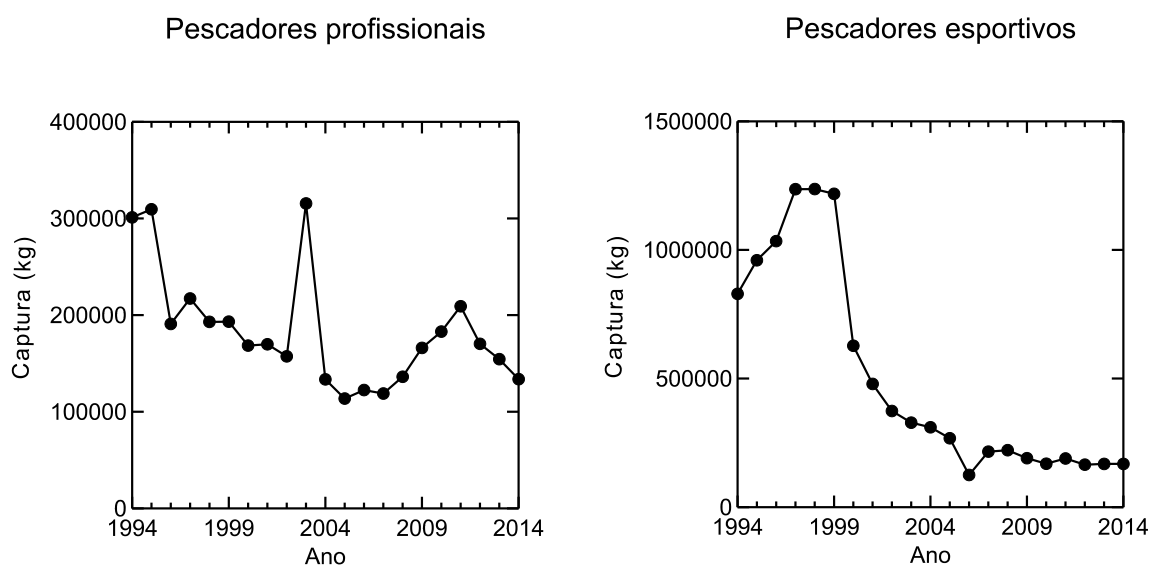 Pescadores profissionais
400000
300000
200000
100000
0
Captura (kg)
1994 1999 2004 2009 2014
Ano
Pescadores esportivos
1500000
1000000
500000
0
Captura (kg)
1994 1999 2004 2009 2014
Ano